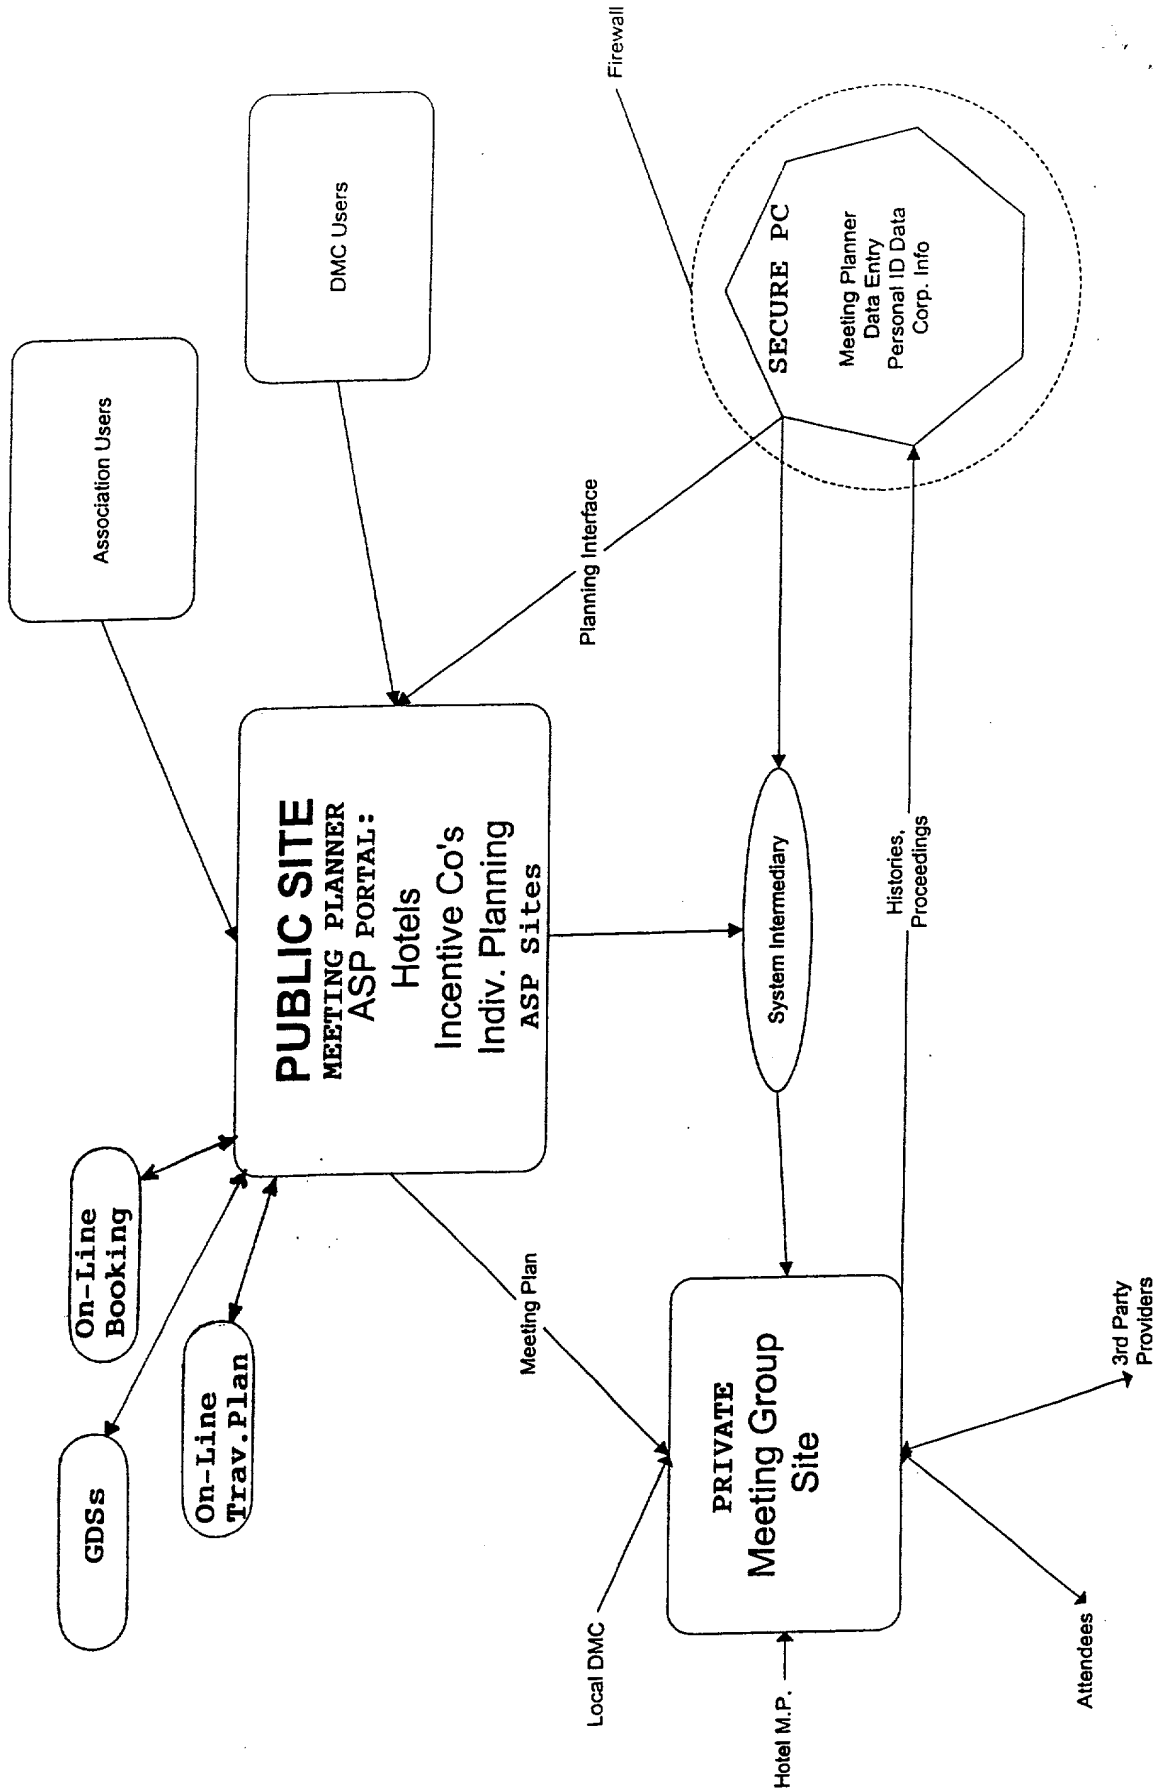 GDSs
On-Line
Booking
On-Line
Trav.Plan
Association Users
DMC Users
PUBLIC SITE
MEETING PLANNER
ASP PORTAL:
Hotels
Incentive Co's
Indiv. Planning
ASP Sites
Meeting Plan
Planning Interface
Firewall
Local DMC
Hotel M.P.
PRIVATE
Meeting Group
Site
System Intermediary
SECURE PC
Meeting Planner
Data Entry
Personal ID Data
Corp. Info
Histories,
Proceedings
Attendees
3rd Party
Providers